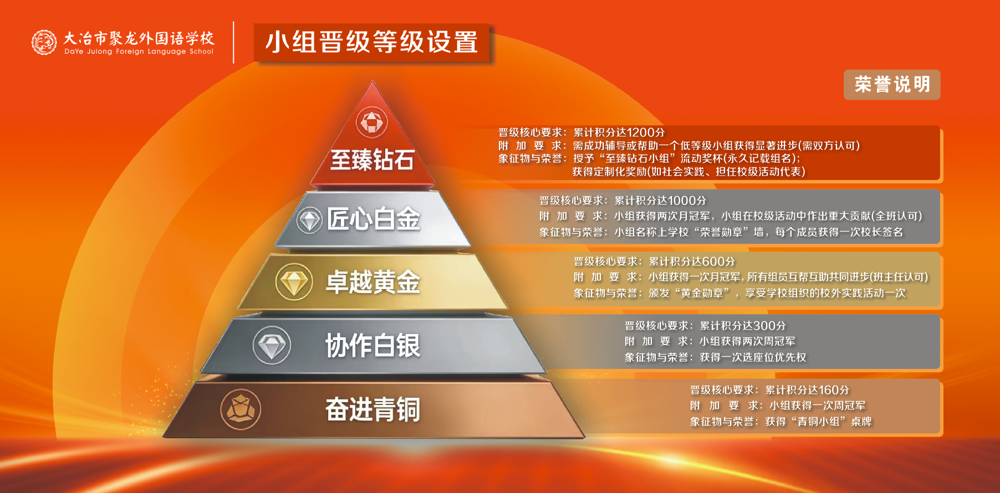 大冶市聚龙外国语学校
DaYe Julong Foreign Language School
小组晋级等级设置
荣誉说明
至臻钻石
晋级核心要求：累计积分达1200分
附加要求：需成功辅导或帮助一个低等级小组获得显著进步(需双方认可)
象征物与荣誉：授予“至臻钻石小组”流动奖杯(永久记载组名)；
获得定制化奖励(如社会实践、担任校级活动代表)
匠心白金
晋级核心要求：累计积分达1000分
附加要求：小组获得两次月冠军，小组在校级活动中作出重大贡献(全班认可)
象征物与荣誉：小组名称上学校“荣誉勋章”墙，每个成员获得一次校长签名
卓越黄金
晋级核心要求：累计积分达600分
附加要求：小组获得一次月冠军，所有组员互帮互助共同进步(班主任认可)
象征物与荣誉：颁发“黄金勋章”，享受学校组织的校外实践活动一次
协作白银
晋级核心要求：累计积分达300分
附加要求：小组获得两次周冠军
象征物与荣誉：获得一次选座位优先权
奋进青铜
晋级核心要求：累计积分达160分
附加要求：小组获得一次周冠军
象征物与荣誉：获得“青铜小组”桌牌